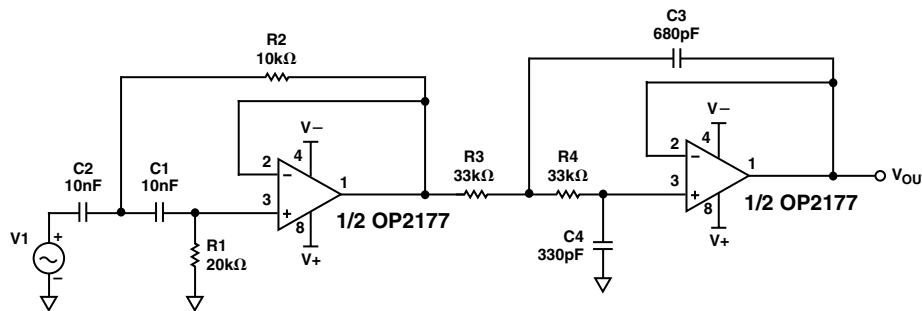 C3
680pF
R2
10kΩ
V−
4
2
−
1
3
+
8
V+
1/2 OP2177
C2
10nF
C1
10nF
V1
+
−
R1
20kΩ
R3
33kΩ
R4
33kΩ
C4
330pF
V−
4
2
−
1
3
+
8
V+
1/2 OP2177
VOU